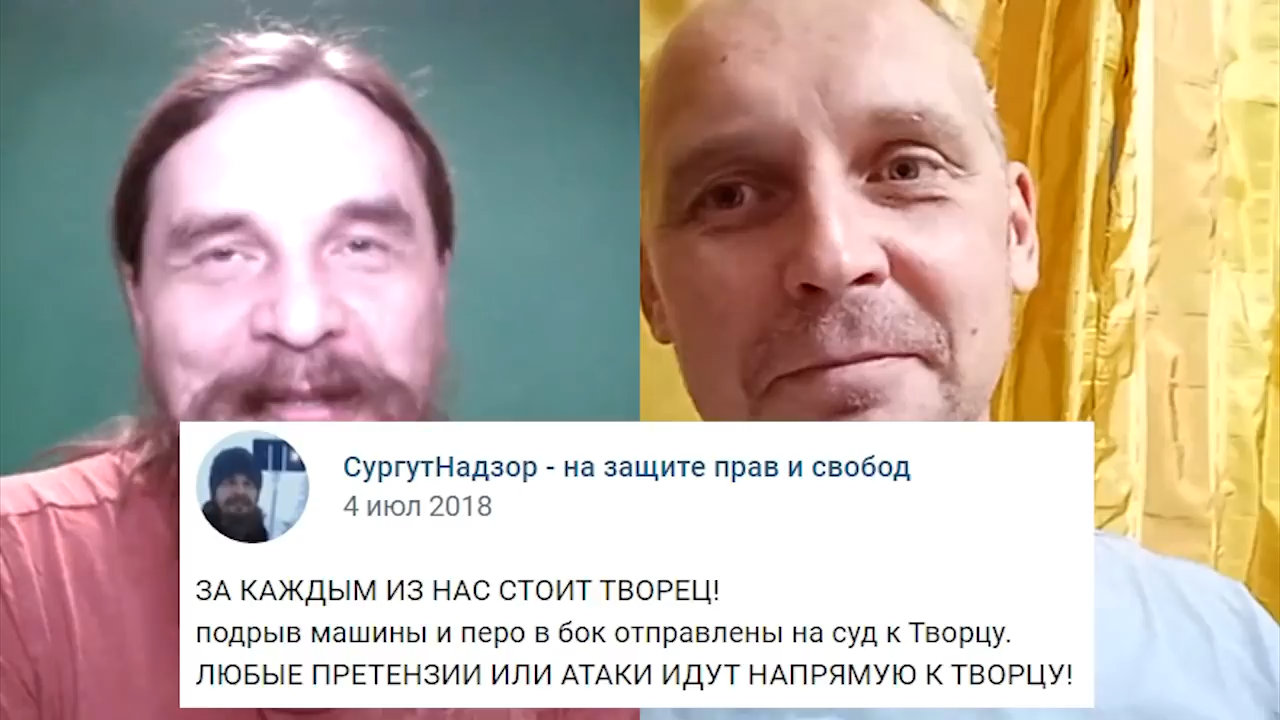 СургутНадзор - на защите прав и свобод
4 июл 2018
ЗА КАЖДЫМ ИЗ НАС СТОИТ ТВОРЕЦ!
подрыв машины и перо в бок отправлены на суд к Творцу.
ЛЮБЫЕ ПРЕТЕНЗИИ ИЛИ АТАКИ ИДУТ НАПРЯМУЮ К ТВОРЦУ!